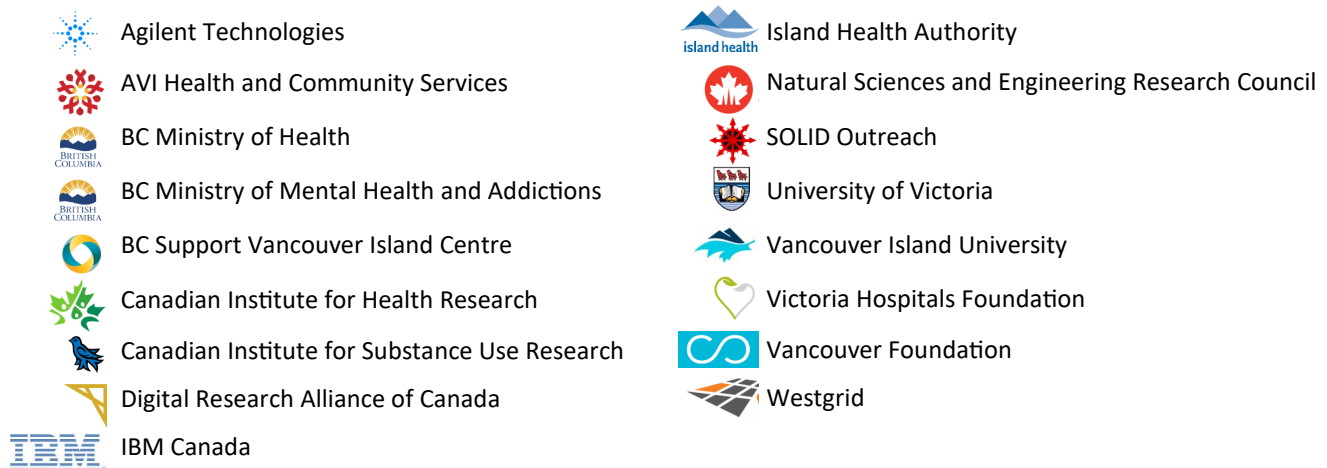 Agilent Technologies
AVI Health and Community Services
BRITISH
COLUMBIA
BC Ministry of Health
BRITISH
COLUMBIA
BC Ministry of Mental Health and Addictions
BC Support Vancouver Island Centre
Canadian Institute for Health Research
Canadian Institute for Substance Use Research
Digital Research Alliance of Canada
IBM
IBM Canada
island health
Island Health Authority
Natural Sciences and Engineering Research Council
SOLID Outreach
University of Victoria
Vancouver Island University
Victoria Hospitals Foundation
Vancouver Foundation
Westgrid